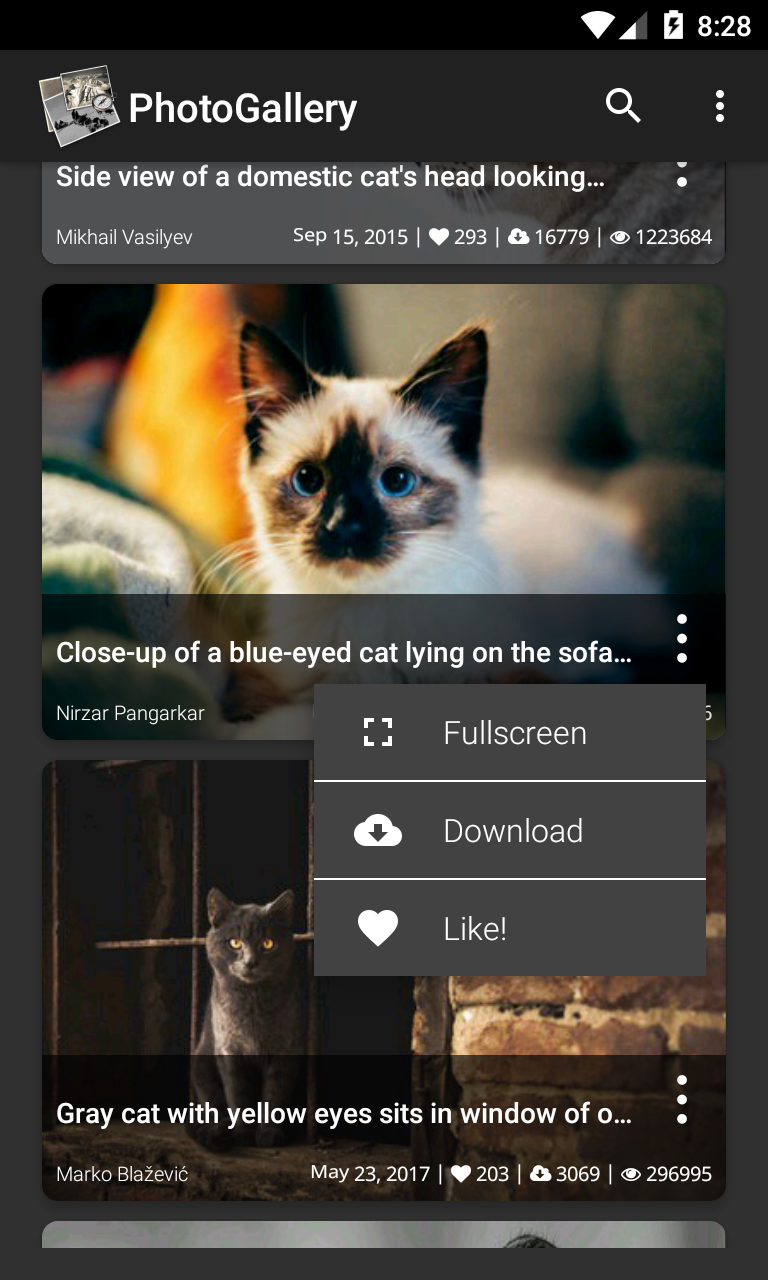 8:28
PhotoGallery
Side view of a domestic cat's head looking...
Mikhail Vasilyev Sep 15, 2015 | 293 | 16779 | 1223684
Close-up of a blue-eyed cat lying on the sofa...
Nirzar Pangarkar
Fullscreen
Download
Like!
Gray cat with yellow eyes sits in window of o...
Marko Blažević May 23, 2017 | 203 | 3069 | 296995